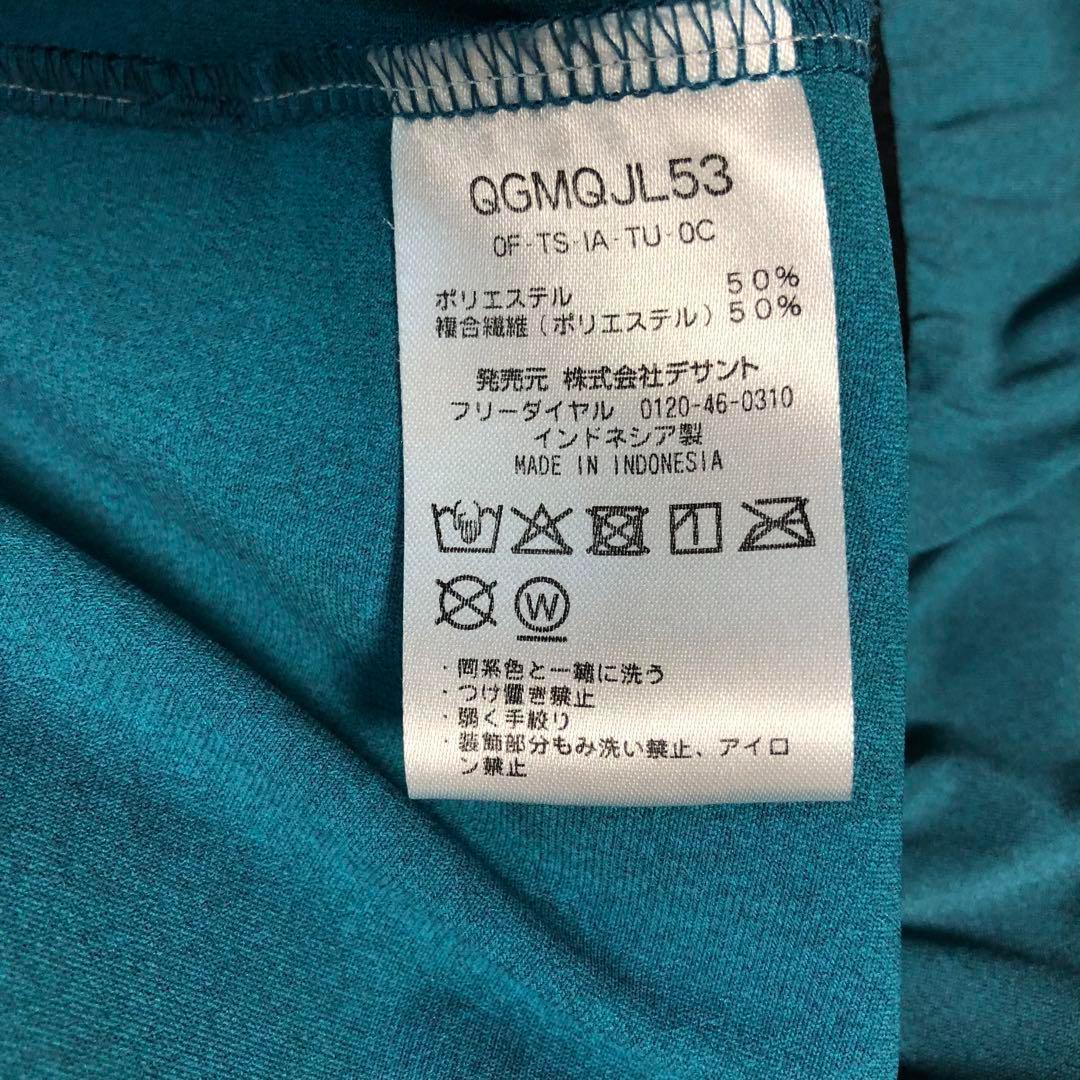 QGMQJL53
OF-TS-IA-TU-OC
ポリエステル 50%
複合繊維(ポリエステル)50%
発売元 株式会社デサント
フリーダイヤル 0120-46-0310
インドネシア製
MADE IN INDONESIA
W
・同系色と一緒に洗う
・つけ置き禁止
・弱く手絞り
・装飾部分もみ洗い禁止、アイロ
ン禁止